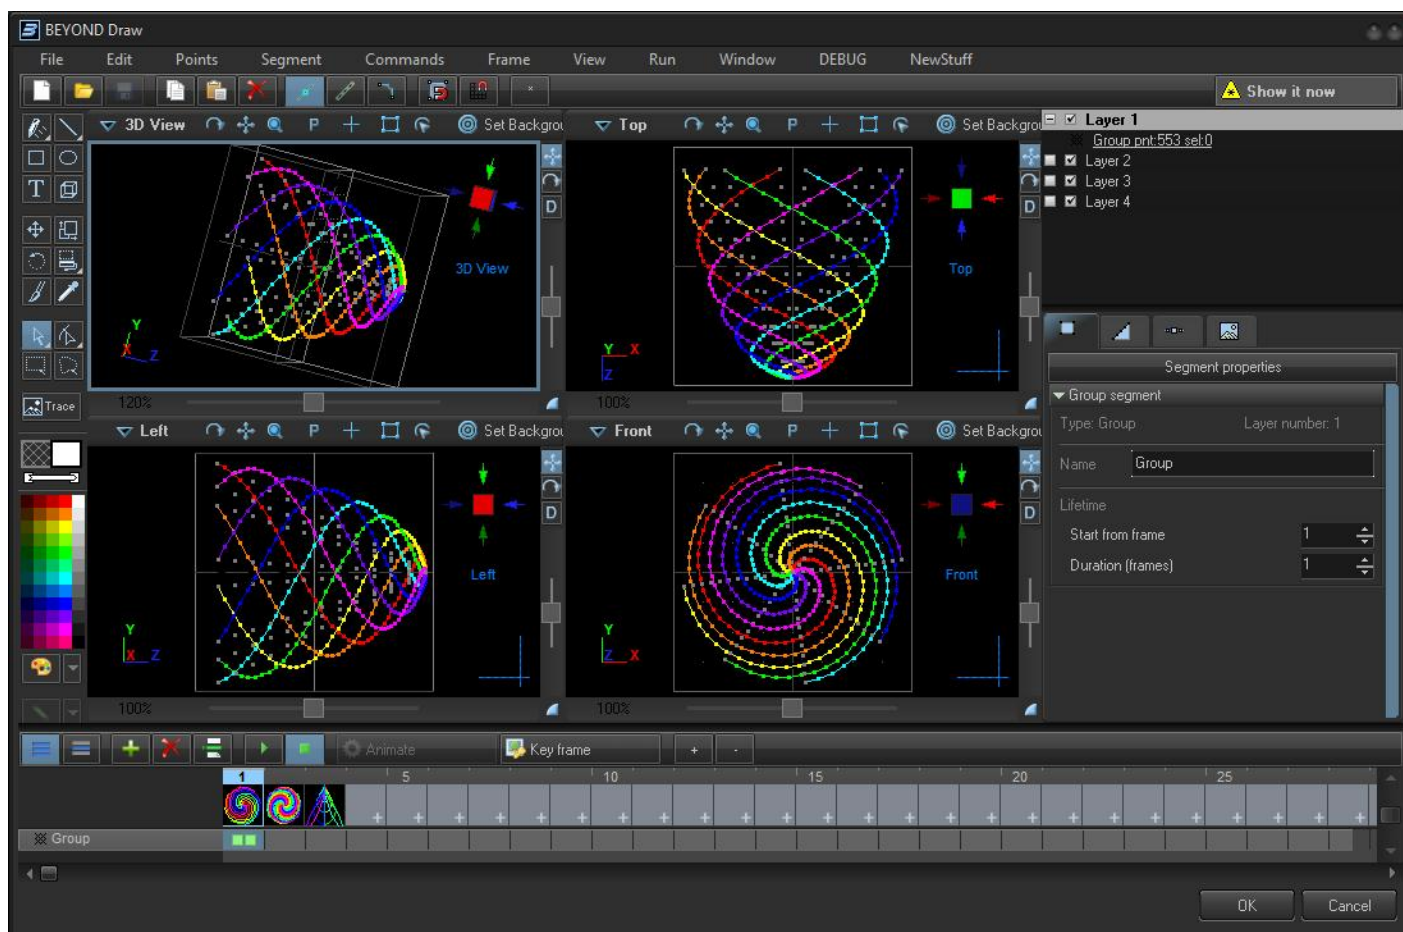 BEYOND Draw
File Edit Points Segment Commands Frame View Run Window DEBUG NewStuff
Show it now
3D View P Set Backgrou
Top P Set Backgrou
Layer 1
Group pnt:553 sel:0
Layer 2
Layer 3
Layer 4
T
D
3D View
Y
X Z
120%
D
Top
Y X
Z
100%
Segment properties
Group segment
Type: Group Layer number: 1
Name Group
Lifetime
Start from frame 1
Duration (frames) 1
Trace
Left P Set Backgrou
Front P Set Backgrou
D
Left
Y
X Z
100%
D
Front
Y
Z X
100%
Animate Key frame + -
1 5 10 15 20 25
Group
OK Cancel